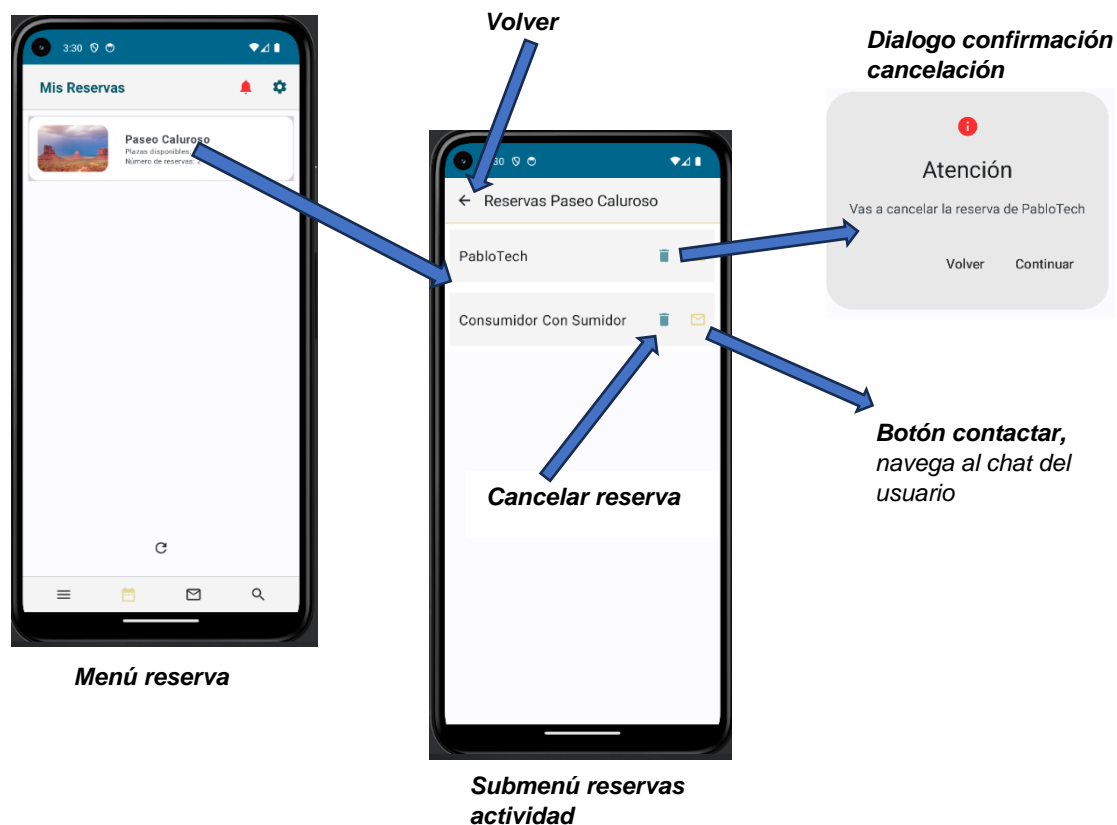 Volver
Dialogo confirmación
cancelación
3:30
Mis Reservas
Paseo Caluroso
Plazas disponibles:
Número de reservas: 2
Menú reserva
30
Reservas Paseo Caluroso
PabloTech
Consumidor Con Sumidor
Cancelar reserva
Submenú reservas
actividad
Atención
Vas a cancelar la reserva de PabloTech
Volver Continuar
Botón contactar,
navega al chat del
usuario